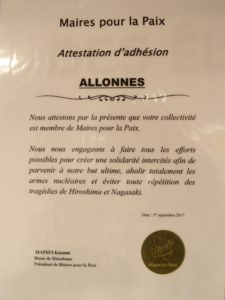 Maires pour la Paix
Attestation d'adhésion
ALLONNES
Nous attestons par la présente que votre collectivité
est membre de Maires pour la Paix.
Nous nous engageons à faire tous les efforts
possibles pour créer une solidarité intercités afin de
parvenir à notre but ultime, abolir totalement les
armes nucléaires et éviter toute répétition des
tragédies de Hiroshima et Nagasaki.
Date : 1er septembre 2017
MATSUI Kazumi
Maire de Hiroshima
Président de Maires pour la Paix
Mayors for Peace